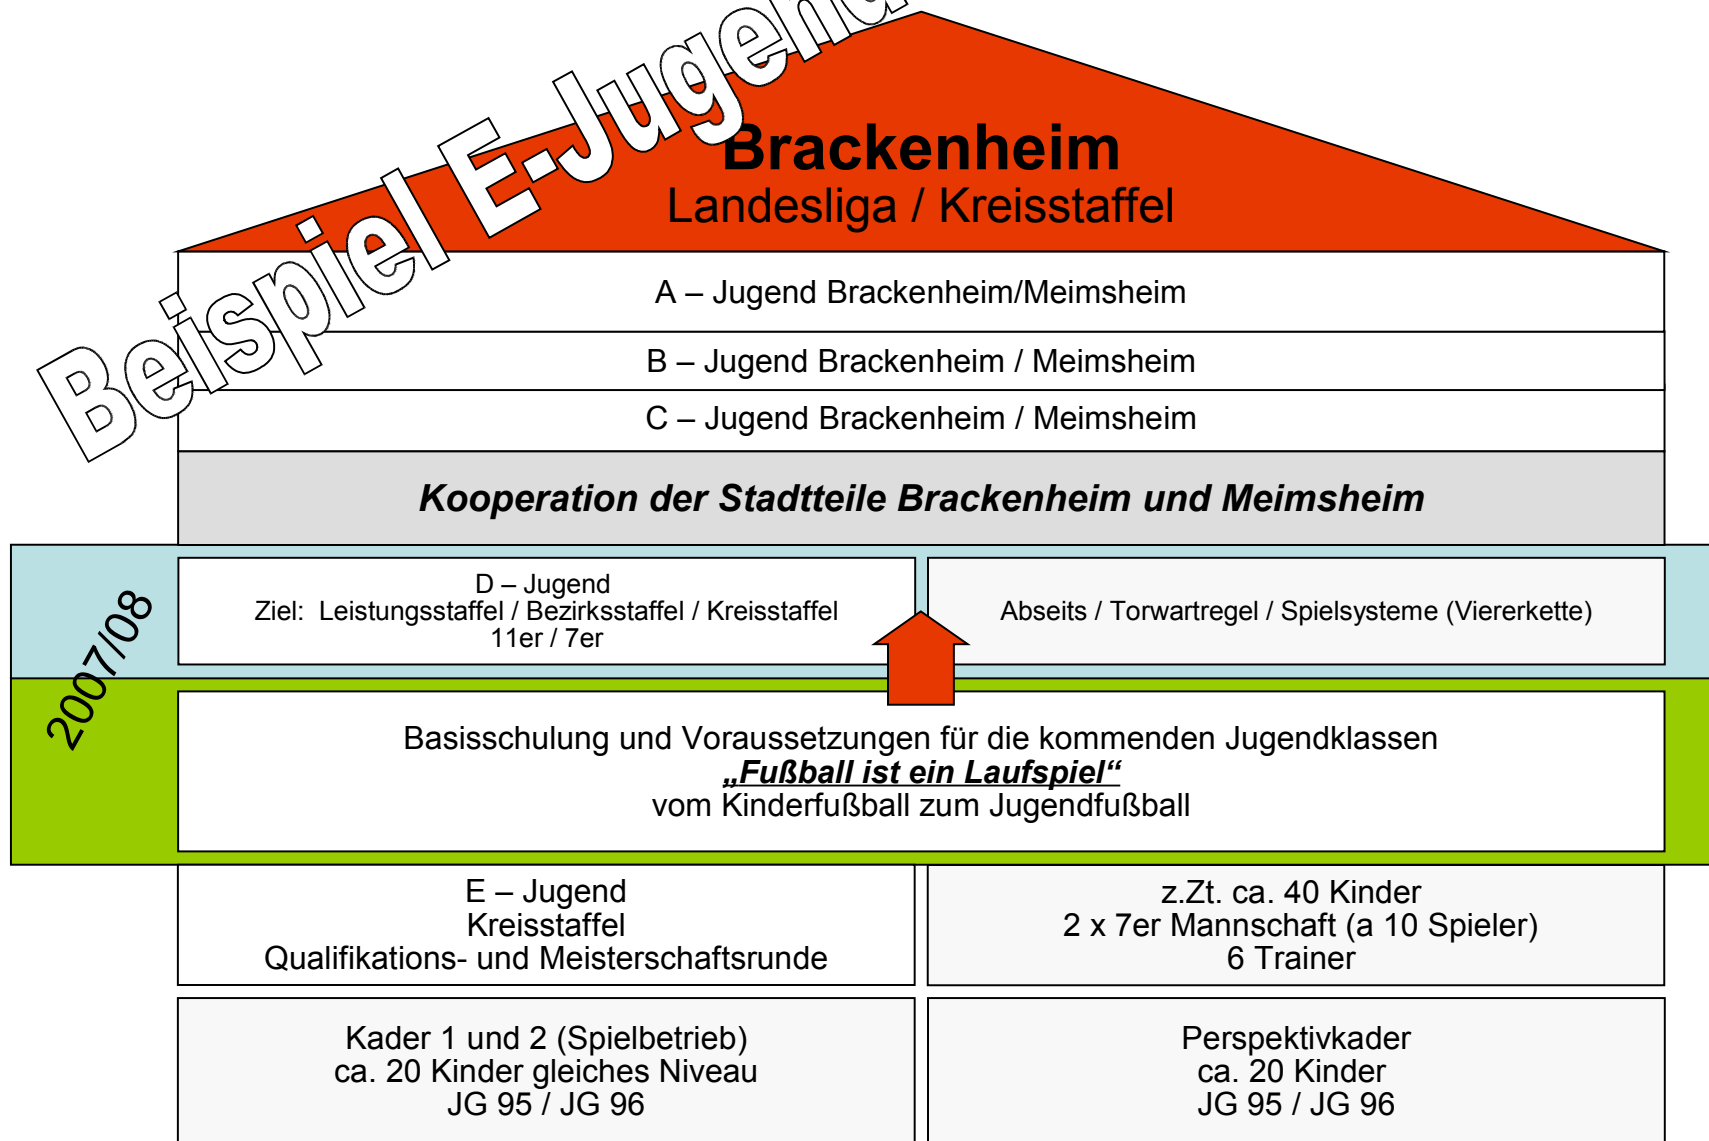 Beispiel E-Jugend
Brackenheim
Landesliga / Kreisstaffel
A – Jugend Brackenheim/Meimsheim
B – Jugend Brackenheim / Meimsheim
C – Jugend Brackenheim / Meimsheim
Kooperation der Stadtteile Brackenheim und Meimsheim
2007/08
D – Jugend
Ziel: Leistungsstaffel / Bezirksstaffel / Kreisstaffel
11er / 7er
Abseits / Torwartregel / Spielsysteme (Viererkette)
Basisschulung und Voraussetzungen für die kommenden Jugendklassen
„Fußball ist ein Laufspiel“
vom Kinderfußball zum Jugendfußball
E – Jugend
Kreisstaffel
Qualifikations- und Meisterschaftsrunde
z.Zt. ca. 40 Kinder
2 x 7er Mannschaft (a 10 Spieler)
6 Trainer
Kader 1 und 2 (Spielbetrieb)
ca. 20 Kinder gleiches Niveau
JG 95 / JG 96
Perspektivkader
ca. 20 Kinder
JG 95 / JG 96